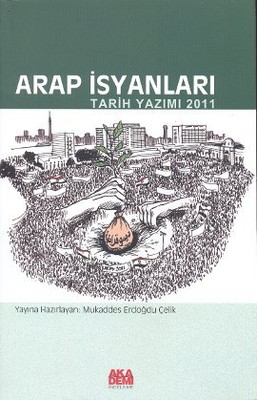 ARAP İSYANLARI
TARİH YAZIMI 2011
Yayına Hazırlayan: Mukaddes Erdoğdu Çelik
AKA
DEMİ